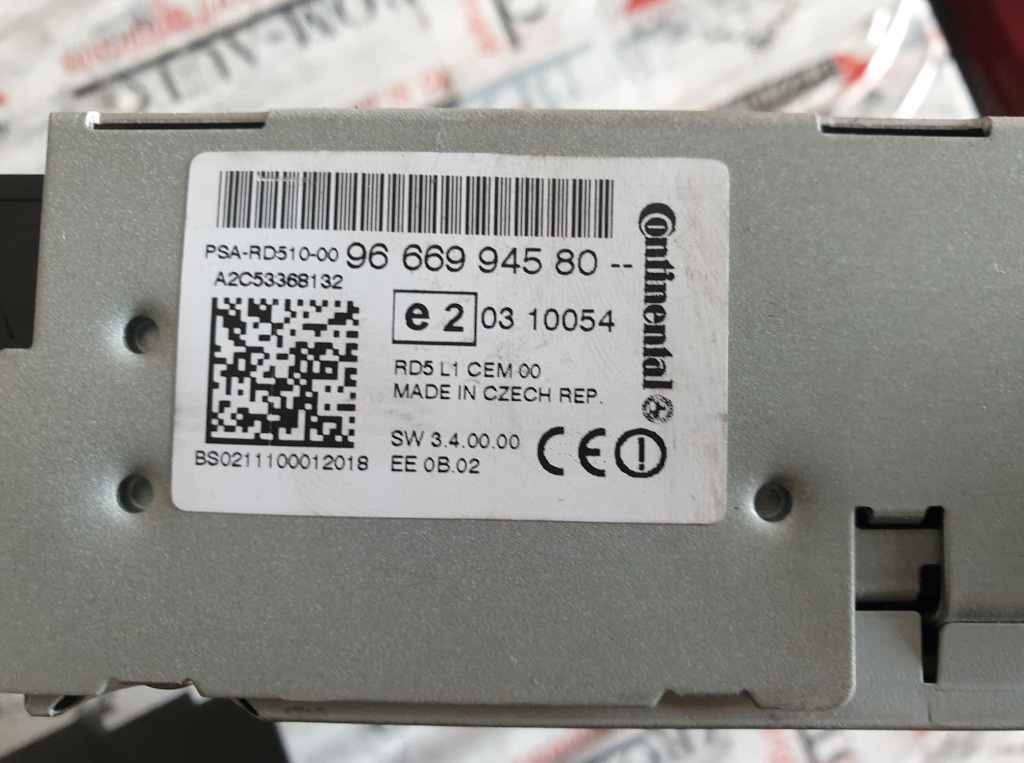 PSA-RD510-00 96 669 945 80 --
A2C53368132
e2 03 10054
RD5 L1 CEM 00
MADE IN CZECH REP.
SW 3.4.00.00
EE 0B.02
CE
BS0211100012018
Continental